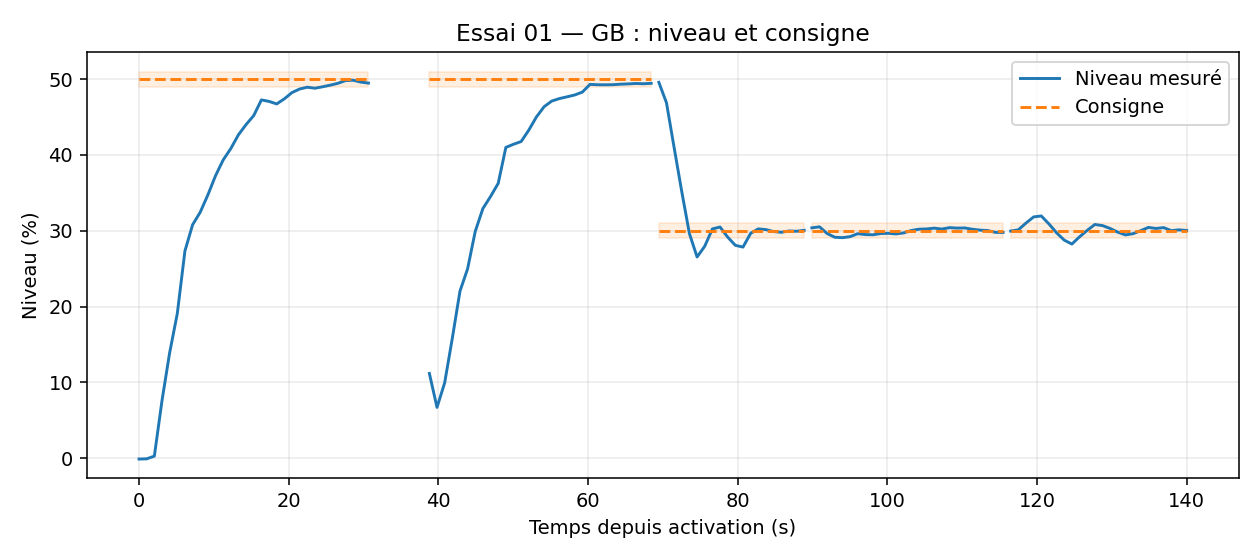 Essai 01 — GB : niveau et consigne
Niveau mesuré
Consigne
Niveau (%)
50
40
30
20
10
0
0 20 40 60 80 100 120 140
Temps depuis activation (s)